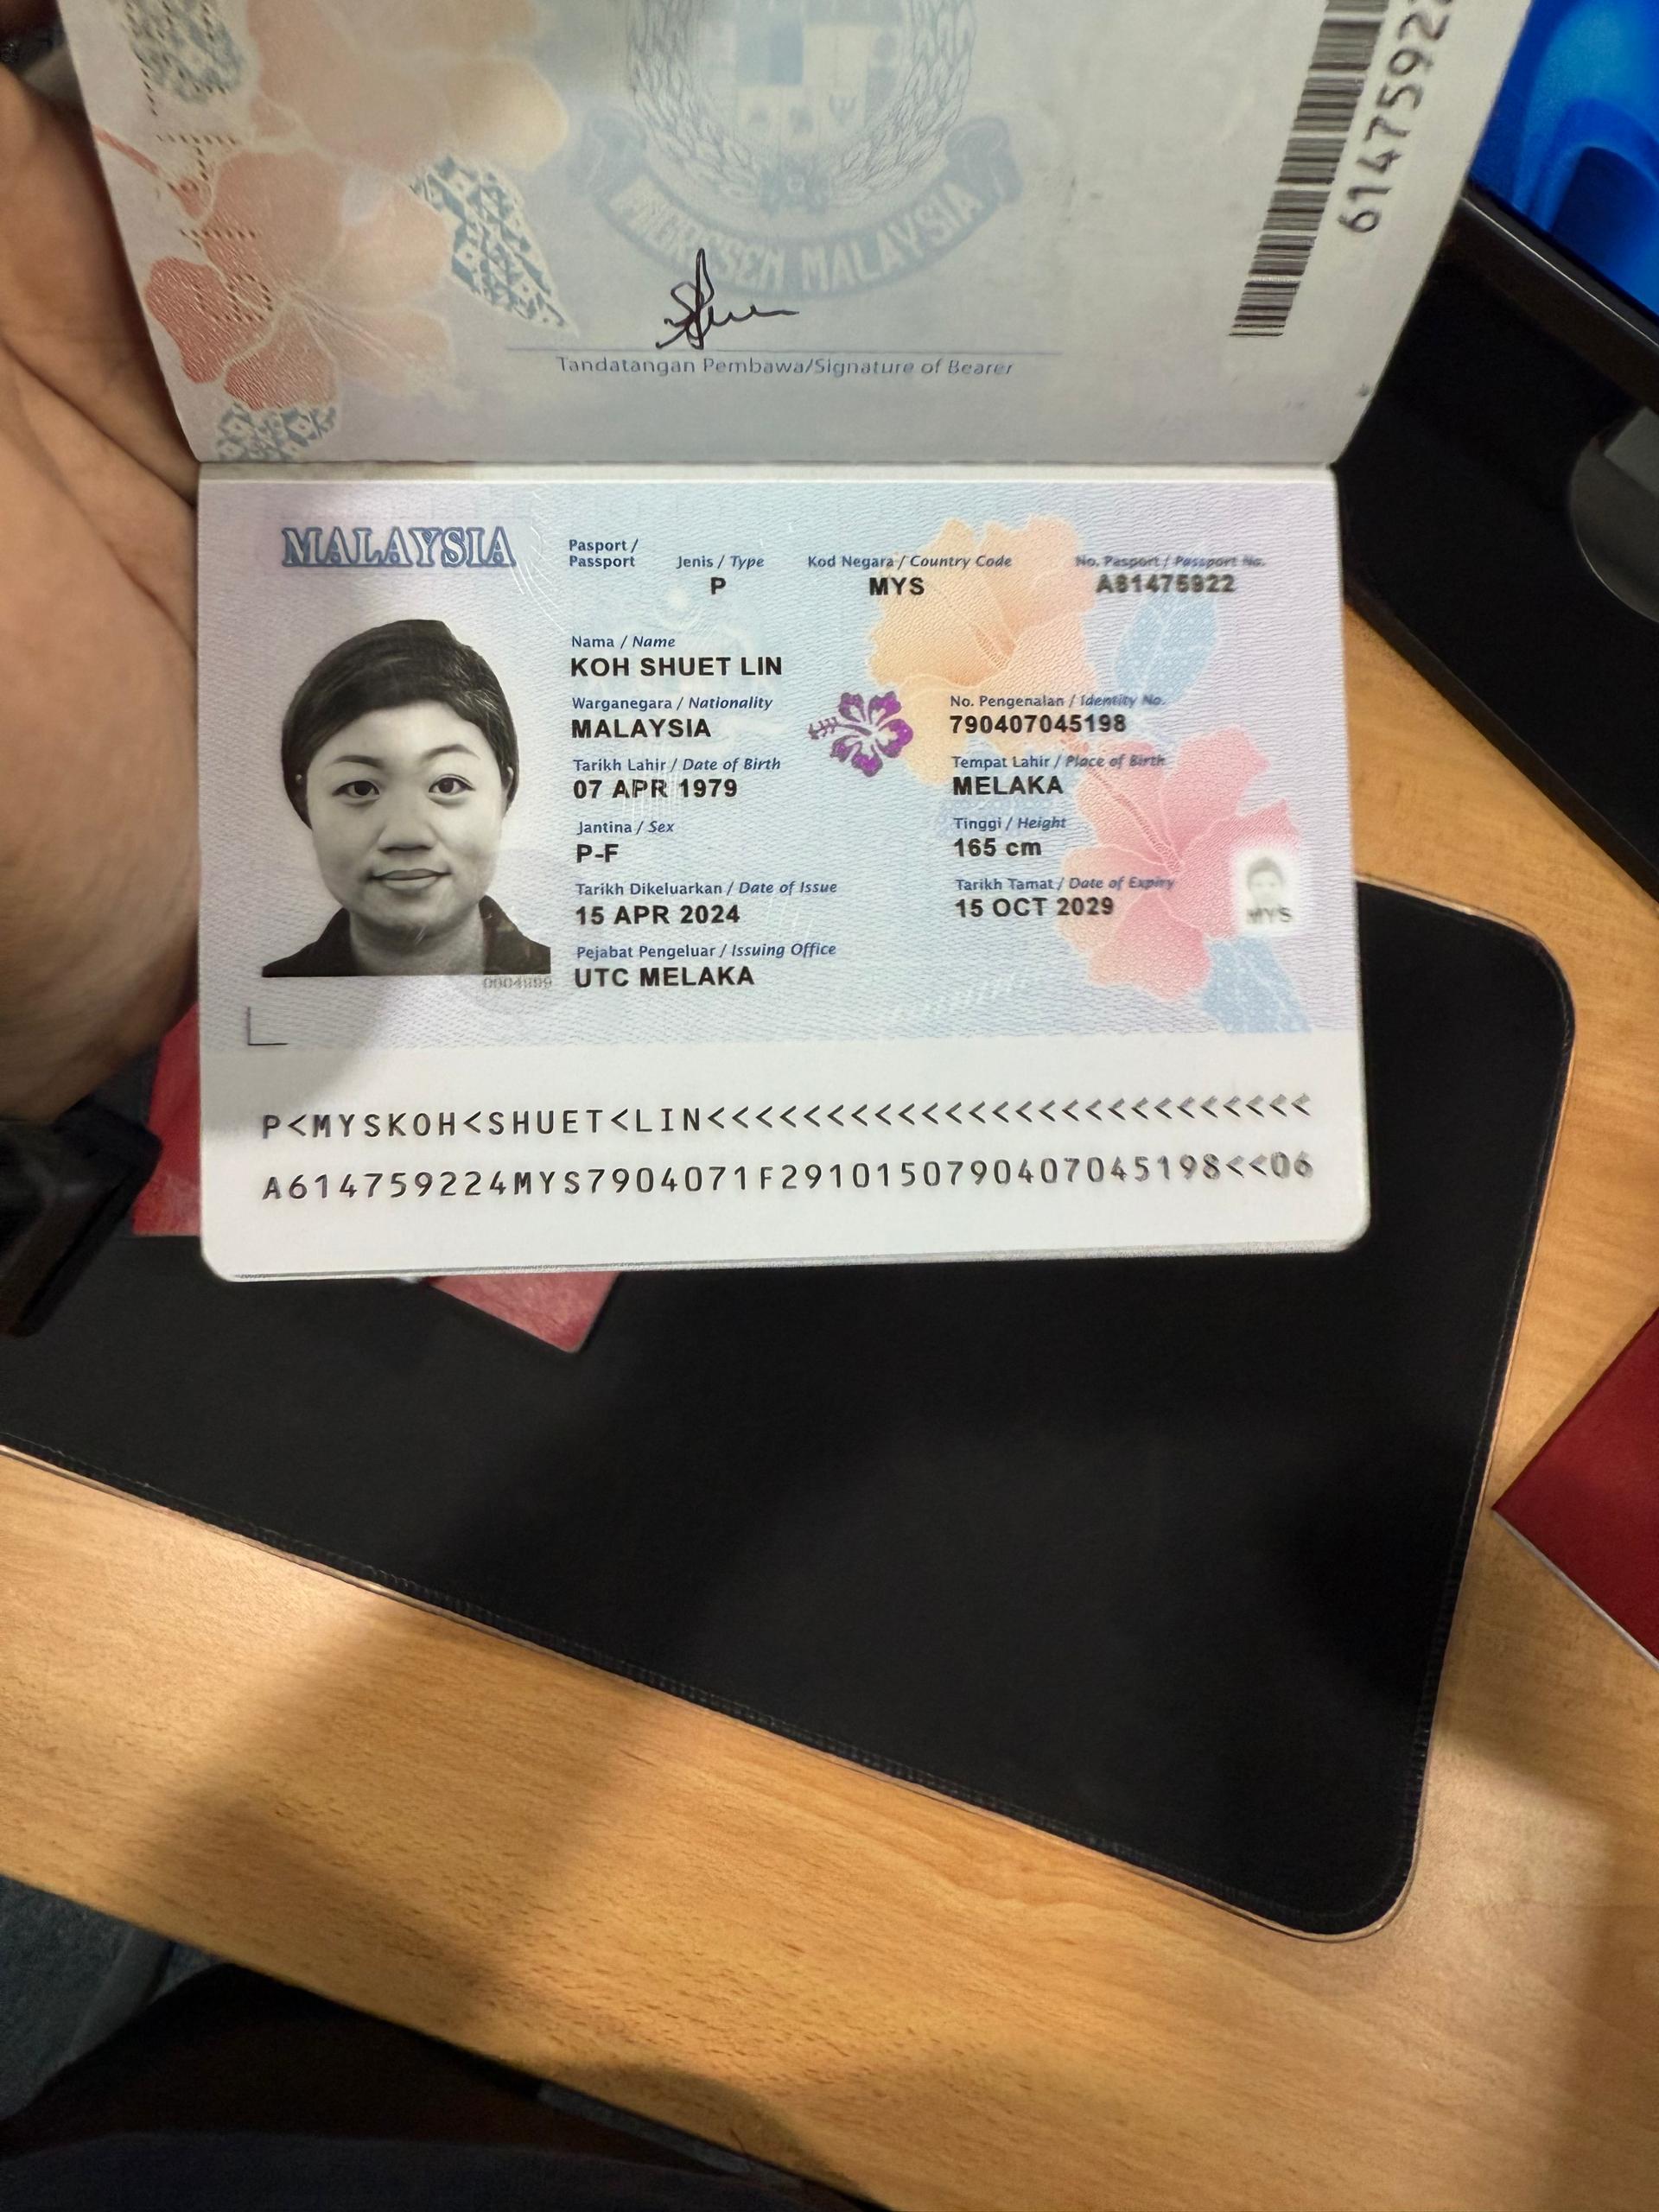 6147592
MIGRESEN MALAYSIA
Tandatangan Pembawa/Signature of Bearer
MALAYSIA
Pasport / Passport
Jenis / Type
Kod Negara / Country Code
No. Pasport / Passport No.
P
MYS
A61475922
Nama / Name
KOH SHUET LIN
Warganegara / Nationality
MALAYSIA
No. Pengenalan / Identity No.
790407045198
Tarikh Lahir / Date of Birth
07 APR 1979
Tempat Lahir / Place of Birth
MELAKA
Jantina / Sex
P-F
Tinggi / Height
165 cm
Tarikh Dikeluarkan / Date of Issue
15 APR 2024
Tarikh Tamat / Date of Expiry
15 OCT 2029
MYS
Pejabat Pengeluar / Issuing Office
UTC MELAKA
P<MYSKOH<SHUET<LIN<<<<<<<<<<<<<<<<<<<<<<<<<<
A614759224MYS7904071F2910150790407045198<<06